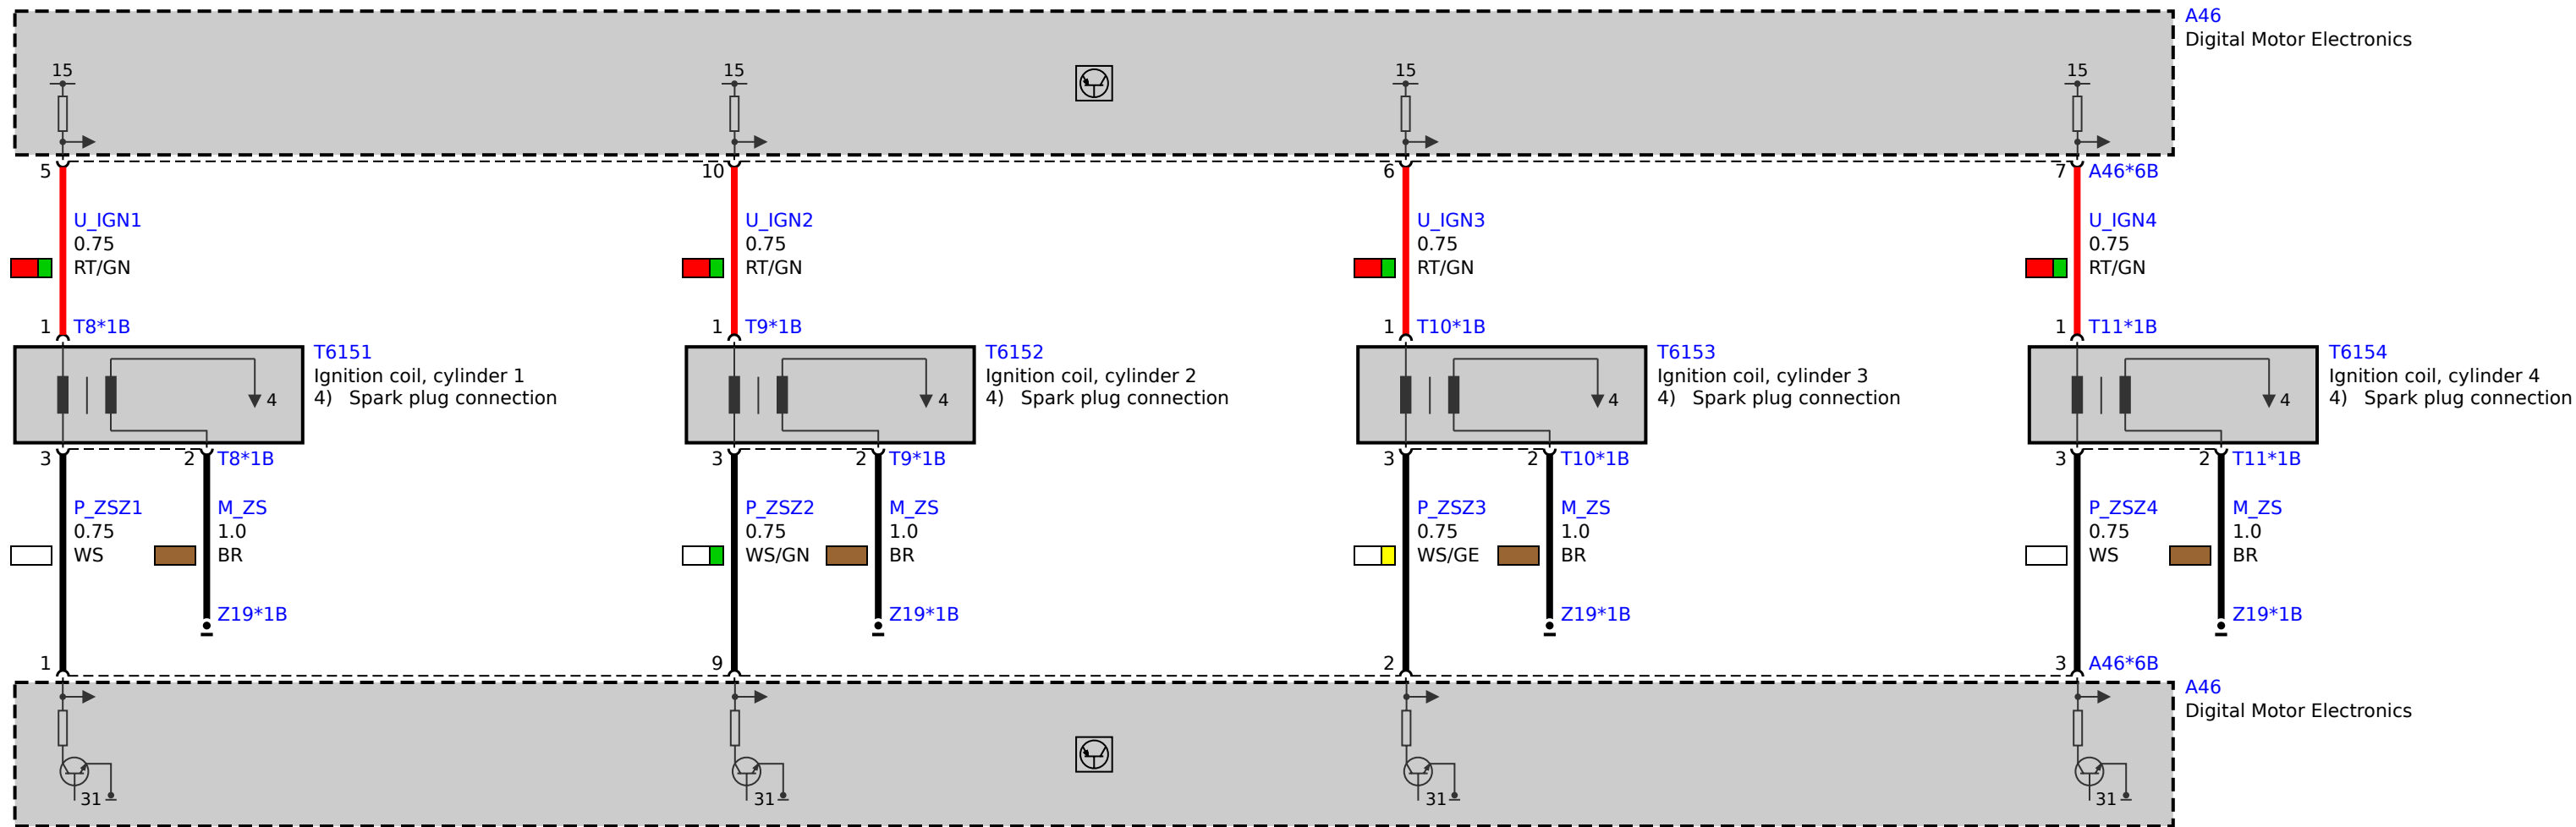 A46
Digital Motor Electronics
15 15 15 15
5 10 6 7 A46*6B
U_IGN1 U_IGN2 U_IGN3 U_IGN4
0.75 0.75 0.75 0.75
RT/GN RT/GN RT/GN RT/GN
1 T8*1B 1 T9*1B 1 T10*1B 1 T11*1B
T6151 T6152 T6153 T6154
Ignition coil, cylinder 1 Ignition coil, cylinder 2 Ignition coil, cylinder 3 Ignition coil, cylinder 4
4 4) Spark plug connection 4 4) Spark plug connection 4 4) Spark plug connection 4 4) Spark plug connection
3 2 T8*1B 3 2 T9*1B 3 2 T10*1B 3 2 T11*1B
P_ZSZ1 M_ZS P_ZSZ2 M_ZS P_ZSZ3 M_ZS P_ZSZ4 M_ZS
0.75 1.0 0.75 1.0 0.75 1.0 0.75 1.0
WS BR WS/GN BR WS/GE BR WS BR
Z19*1B Z19*1B Z19*1B Z19*1B
1 9 2 3 A46*6B
A46
Digital Motor Electronics
31 31 31 31